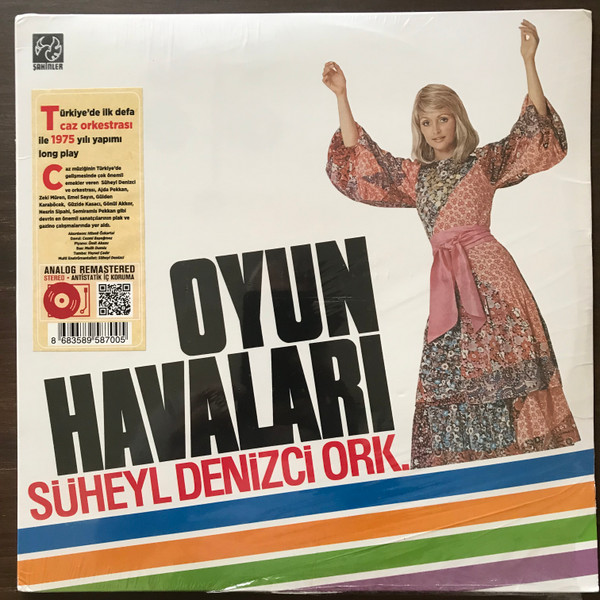 ŞAHİNLER
Türkiye'de ilk defa
caz orkestrası
ile 1975 yılı yapımı
long play
Caz müziğinin Türkiye'de
gelişmesinde çok önemli
emekler veren Süheyl Denizci
ve orkestrası, Ajda Pekkan,
Zeki Müren, Emel Sayın, Gülden
Karaböcek, Güzide Kasacı, Gönül Akkor,
Nesrin Sipahi, Semiramis Pekkan gibi
devrin en önemli sanatçılarının plak ve
gazino çalışmalarında yer aldı.
ANALOG REMASTERED
STEREO • ANTİSTATİK İÇ KORUMA
8 683589 587005
OYUN
HAVALARI
SÜHEYL DENİZCİ ORK.